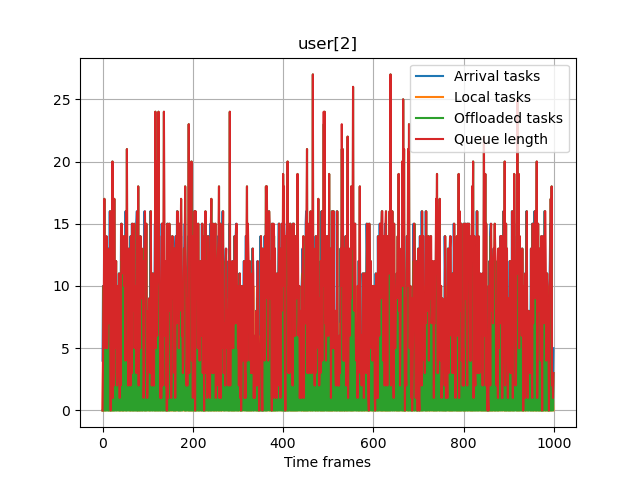 user[2]
Arrival tasks
Local tasks
Offloaded tasks
Queue length
25
20
15
10
5
0
0 200 400 600 800 1000
Time frames